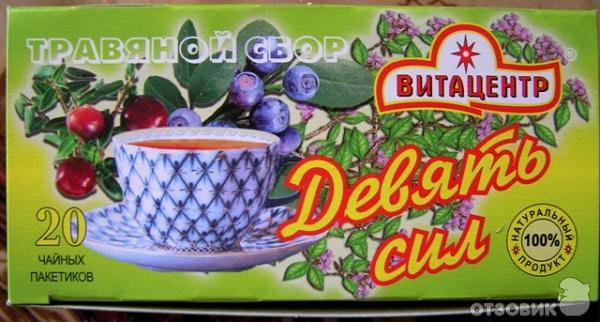 ТРАВЯНОЙ СБОР
ВИТАЦЕНТР
®
Девять
сил
20
ЧАЙНЫХ
ПАКЕТИКОВ
НАТУРАЛЬНЫЙ
100%
ПРОДУКТ
ОТЗОВИК